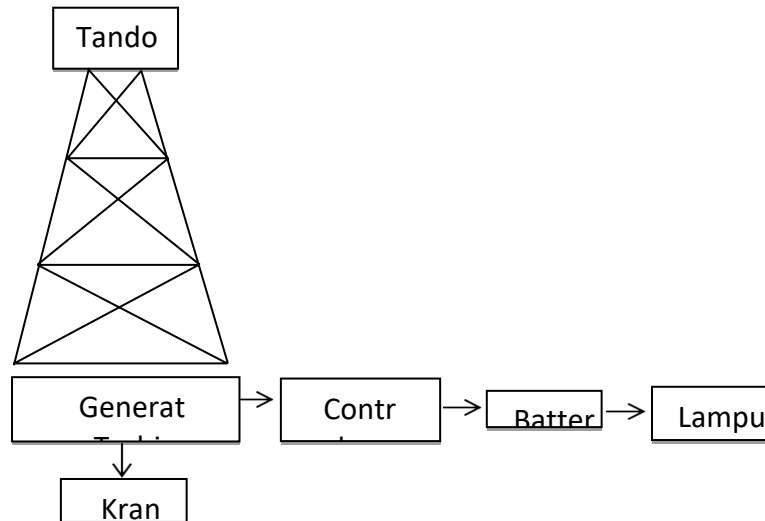 Tando
Generat
Contr
Batter
Lampu
Kran